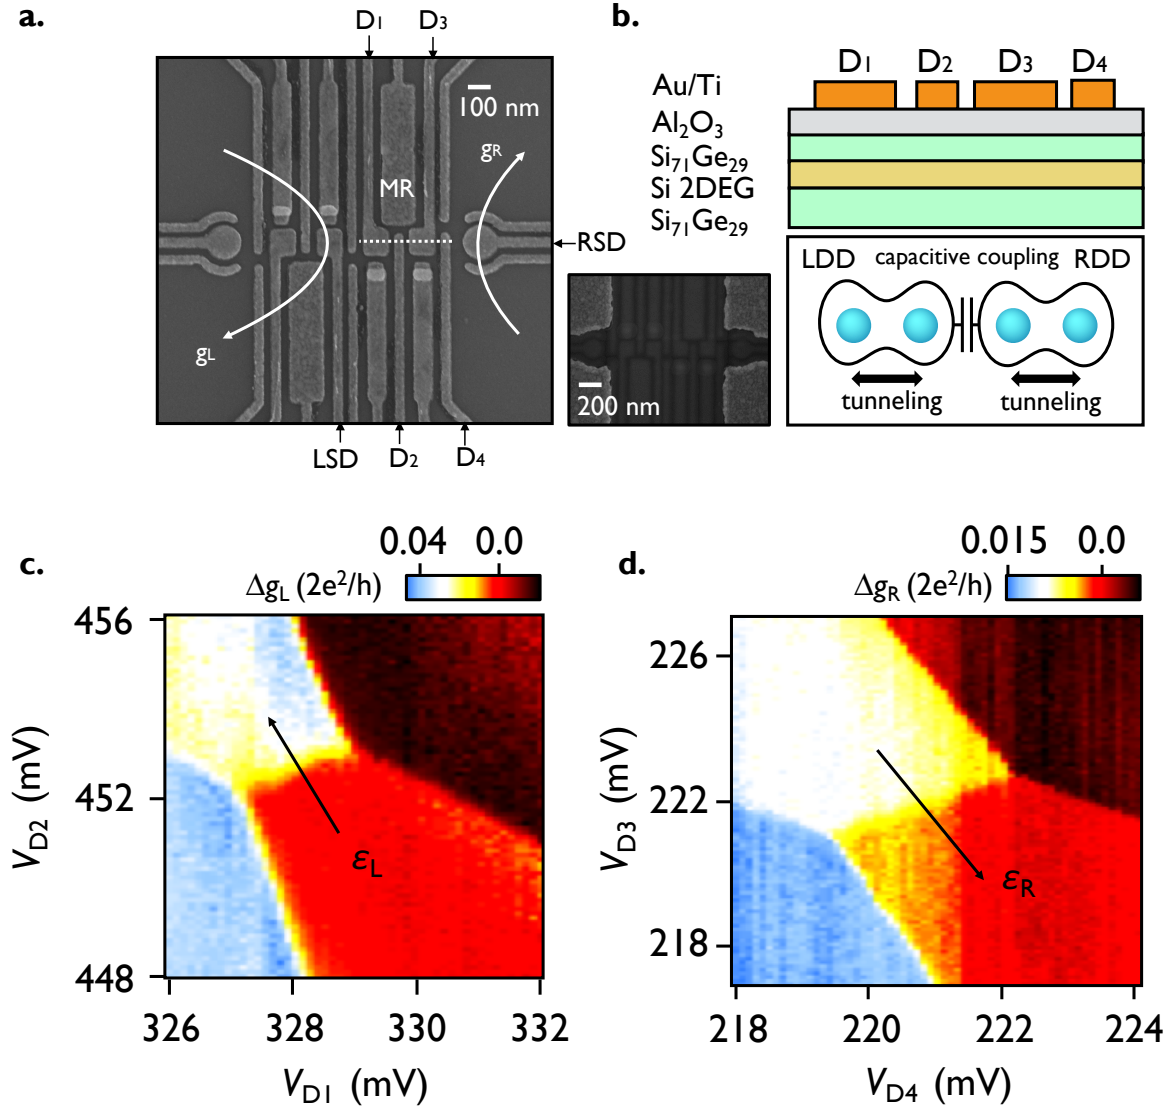 a.
D1 D3
100 nm
gR
MR
RSD
gL
LSD D2 D4
b.
D1 D2 D3 D4
Au/Ti
Al2O3
Si71Ge29
Si 2DEG
Si71Ge29
200 nm
LDD capacitive coupling RDD
tunneling tunneling
c.
0.04 0.0
ΔgL (2e²/h)
456
452
448
VD2 (mV)
εL
326 328 330 332
VD1 (mV)
d.
0.015 0.0
ΔgR (2e²/h)
226
222
218
VD3 (mV)
εR
218 220 222 224
VD4 (mV)